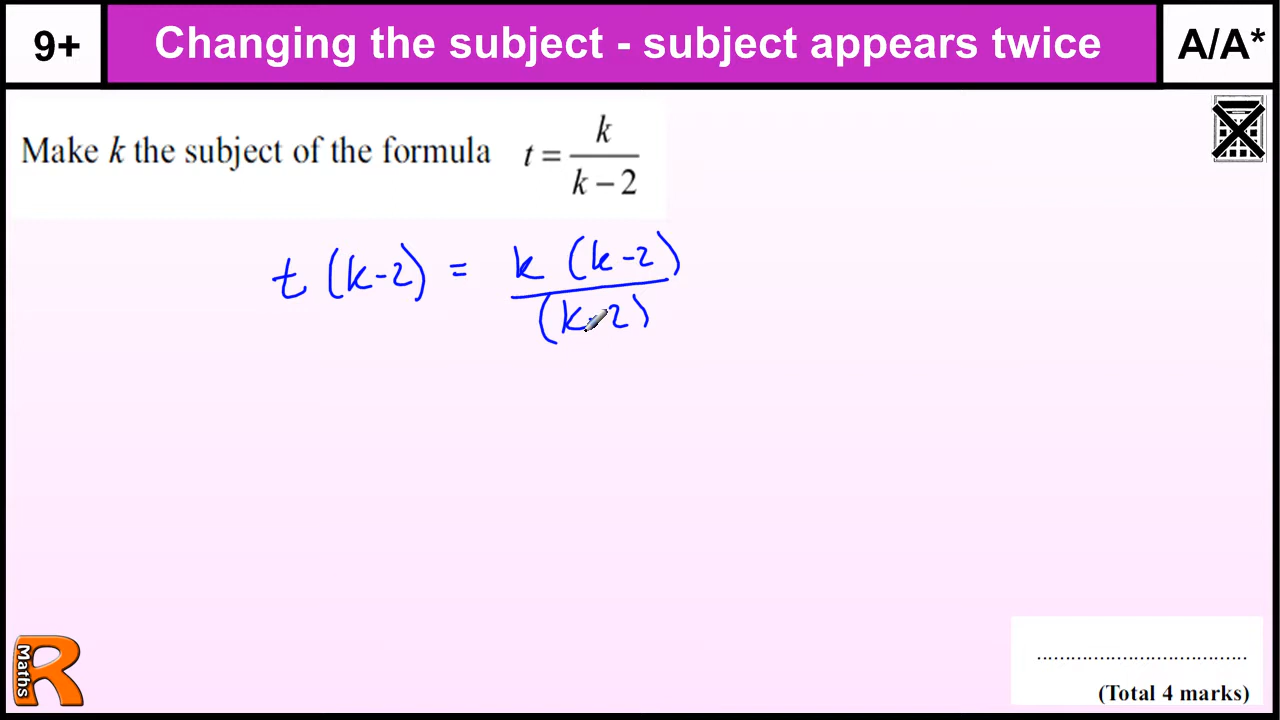 9+ Changing the subject - subject appears twice A/A*
Make k the subject of the formula t = k / (k − 2)
t (k-2) = k (k-2) / (k-2)
Maths R
....................................
(Total 4 marks)